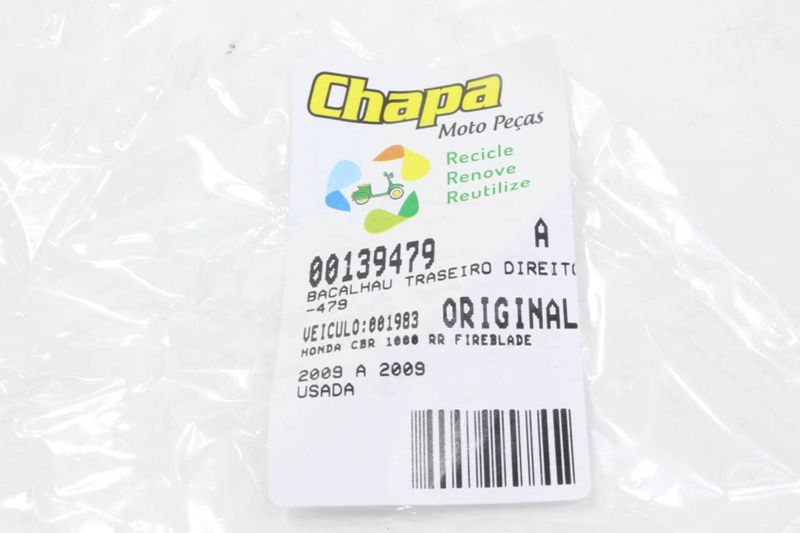 Chapa
Moto Peças
Recicle
Renove
Reutilize
00139479 A
BACALHAU TRASEIRO DIREITO
-479
VEICULO:001983 ORIGINAL
HONDA CBR 1000 RR FIREBLADE
2009 A 2009
USADA